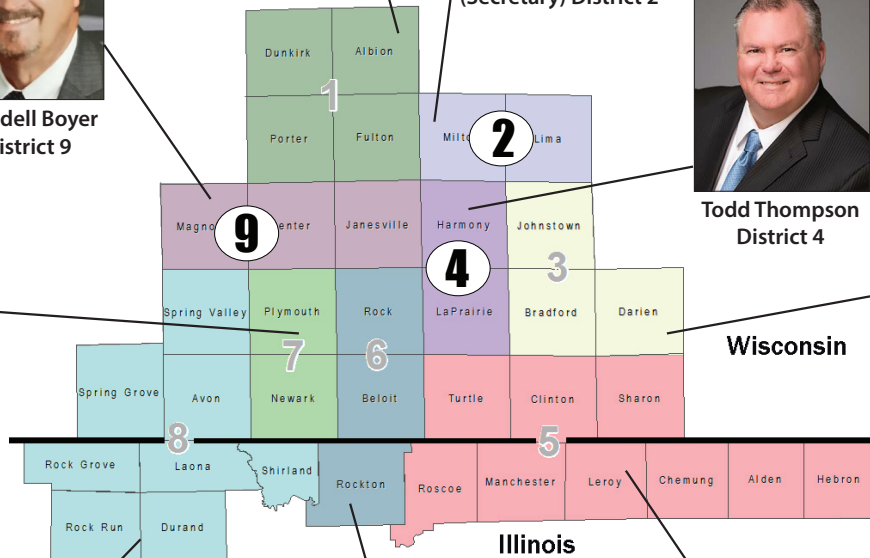 (Secretary) District 2
dell Boyer
istrict 9
Todd Thompson
District 4
Dunkirk Albion
1
Porter Fulton Milt 2 Lima
Magno 9 enter Janesville Harmony Johnstown
4 3
Spring Valley Plymouth Rock LaPrairie Bradford Darien
Wisconsin
7 6
Spring Grove Avon Newark Beloit Turtle Clinton Sharon
8 5
Rock Grove Laona Shirland Rockton Roscoe Manchester Leroy Chemung Alden Hebron
Rock Run Durand
Illinois